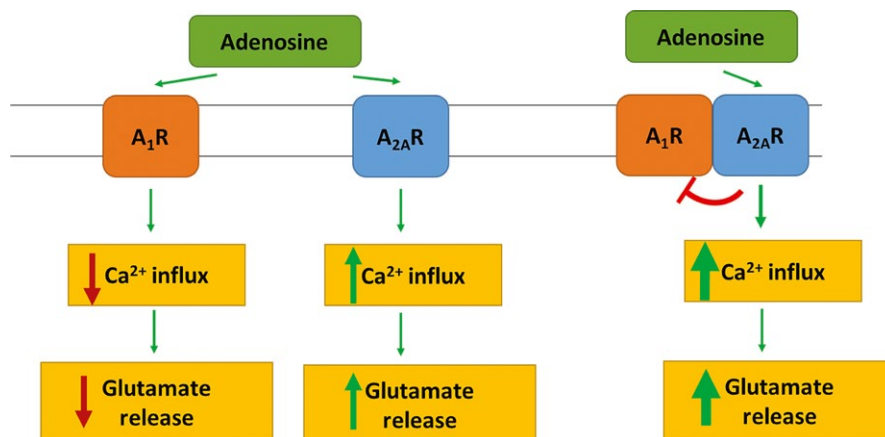 Adenosine
Adenosine
A₁R
A₂ₐR
A₁R
A₂ₐR
Ca²⁺ influx
Ca²⁺ influx
Ca²⁺ influx
Glutamate
release
Glutamate
release
Glutamate
release